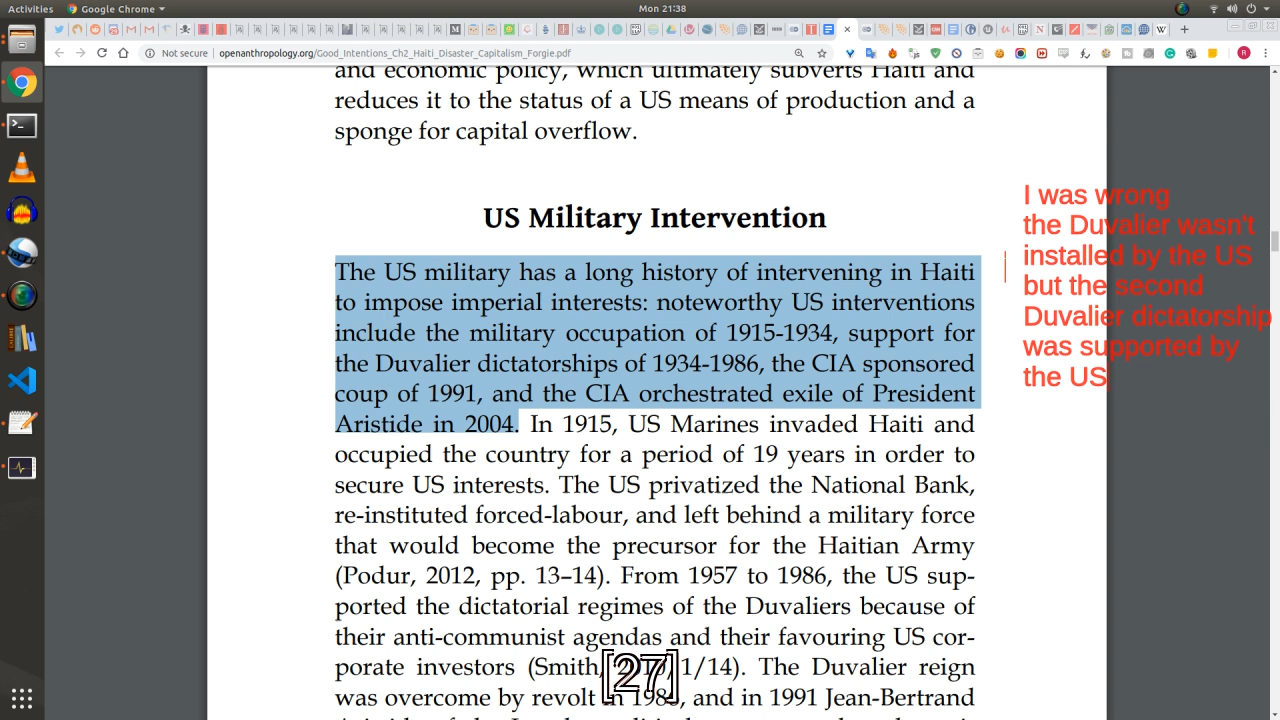 Activities
Google Chrome
Mon 21:38
Not secure
openanthropology.org/Good_Intentions_Ch2_Haiti_Disaster_Capitalism_Forgie.pdf
and economic policy, which ultimately subverts Haiti and
reduces it to the status of a US means of production and a
sponge for capital overflow.
US Military Intervention
The US military has a long history of intervening in Haiti
to impose imperial interests: noteworthy US interventions
include the military occupation of 1915-1934, support for
the Duvalier dictatorships of 1934-1986, the CIA sponsored
coup of 1991, and the CIA orchestrated exile of President
Aristide in 2004. In 1915, US Marines invaded Haiti and
occupied the country for a period of 19 years in order to
secure US interests. The US privatized the National Bank,
re-instituted forced-labour, and left behind a military force
that would become the precursor for the Haitian Army
(Podur, 2012, pp. 13–14). From 1957 to 1986, the US sup-
ported the dictatorial regimes of the Duvaliers because of
their anti-communist agendas and their favouring US cor-
porate investors (Smith, 1/14). The Duvalier reign
was overcome by revolt in and in 1991 Jean-Bertrand
I was wrong
the Duvalier wasn't
installed by the US
but the second
Duvalier dictatorship
was supported by
the US
[27]